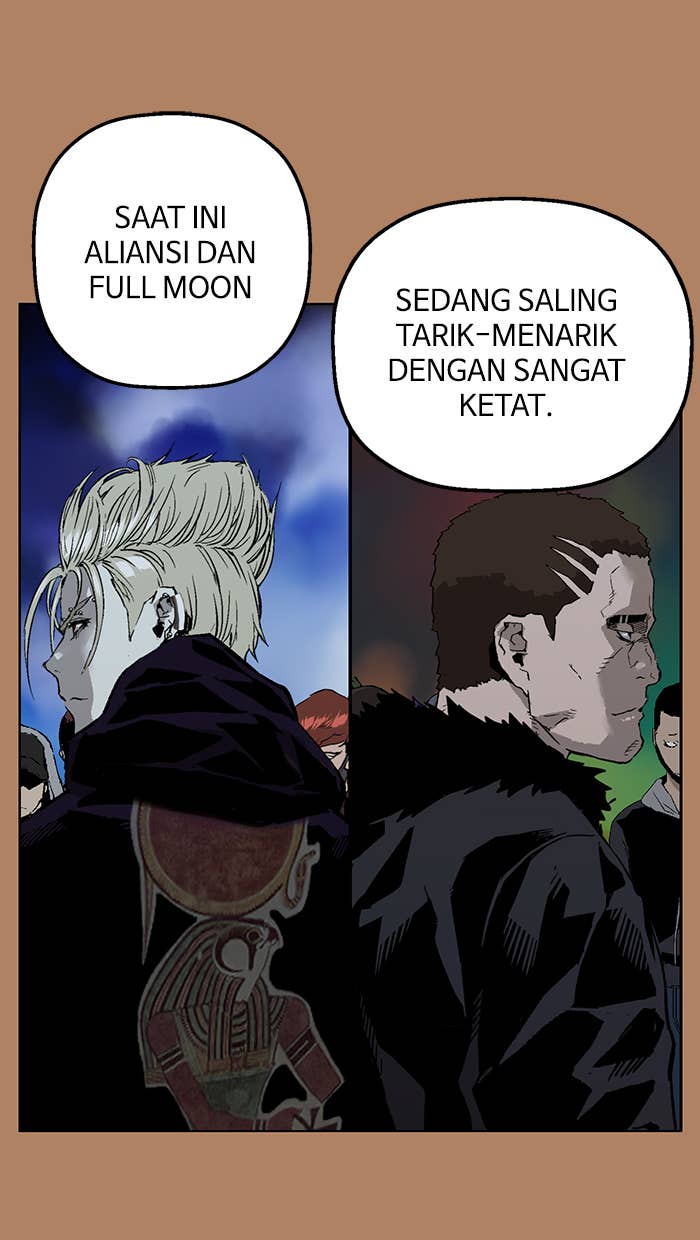 SAAT INI
ALIANSI DAN
FULL MOON
SEDANG SALING
TARIK-MENARIK
DENGAN SANGAT
KETAT.